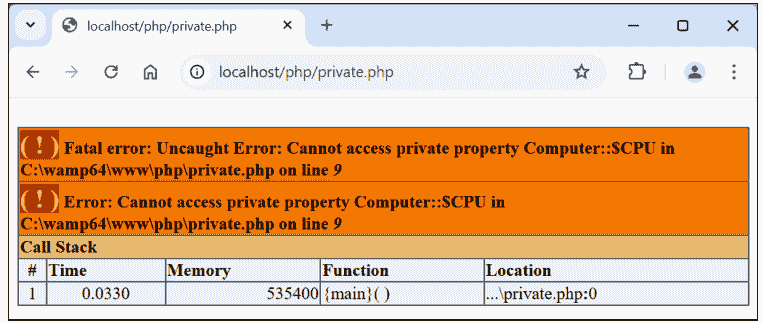 localhost/php/private.php
localhost/php/private.php
( ! ) Fatal error: Uncaught Error: Cannot access private property Computer::$CPU in
C:\wamp64\www\php\private.php on line 9
( ! ) Error: Cannot access private property Computer::$CPU in
C:\wamp64\www\php\private.php on line 9
Call Stack
# Time Memory Function Location
1 0.0330 535400 {main}( ) ...\private.php:0